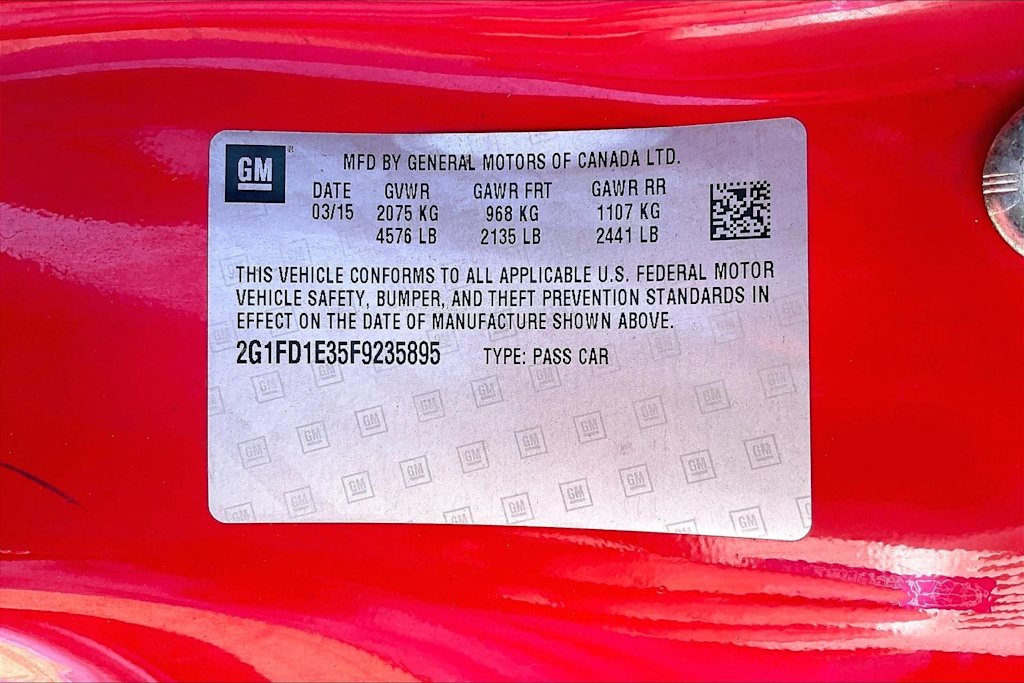 GM MFD BY GENERAL MOTORS OF CANADA LTD.
DATE GVWR GAWR FRT GAWR RR
03/15 2075 KG 968 KG 1107 KG
4576 LB 2135 LB 2441 LB
THIS VEHICLE CONFORMS TO ALL APPLICABLE U.S. FEDERAL MOTOR
VEHICLE SAFETY, BUMPER, AND THEFT PREVENTION STANDARDS IN
EFFECT ON THE DATE OF MANUFACTURE SHOWN ABOVE.
2G1FD1E35F9235895 TYPE: PASS CAR